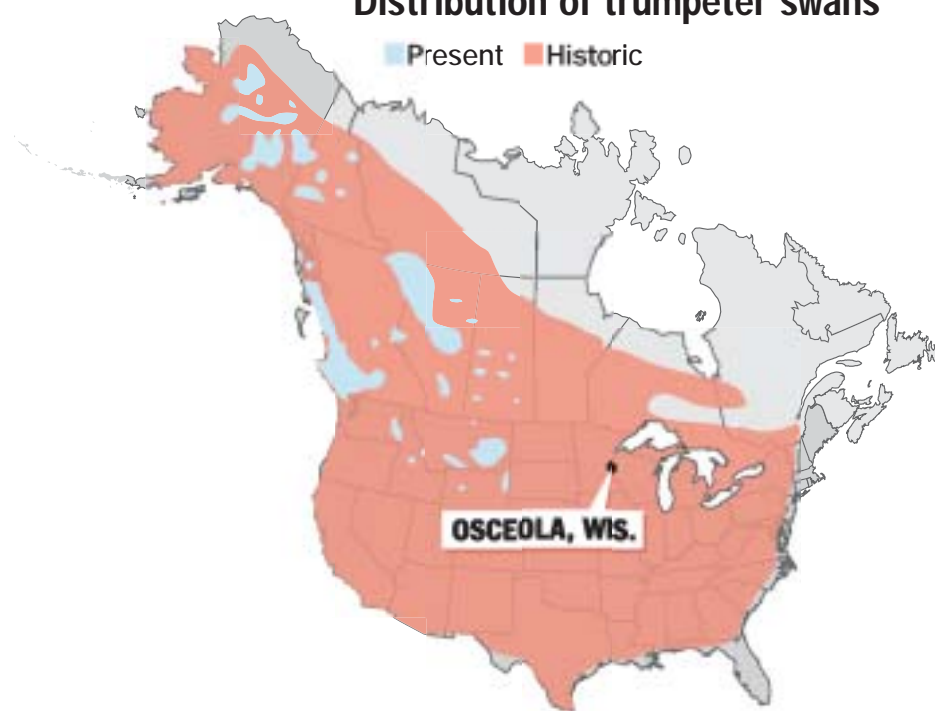 Distribution of trumpeter swans
Present Historic
OSCEOLA, WIS.